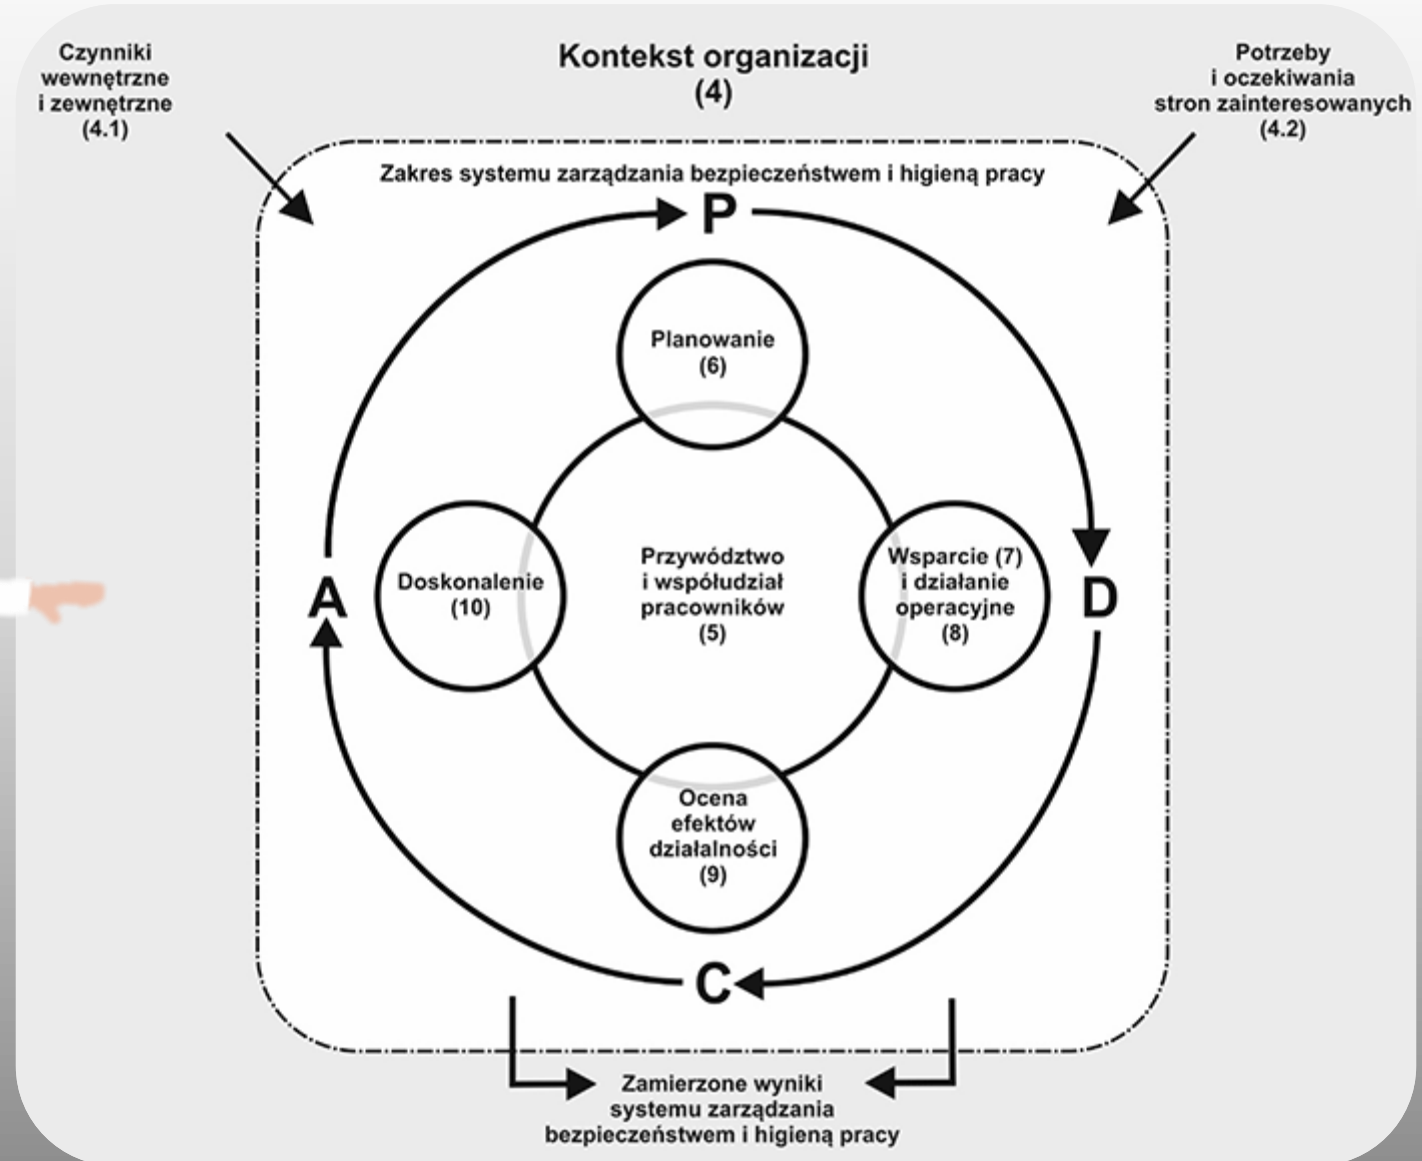 Czynniki
wewnętrzne
i zewnętrzne
(4.1)
Kontekst organizacji
(4)
Potrzeby
i oczekiwania
stron zainteresowanych
(4.2)
Zakres systemu zarządzania bezpieczeństwem i higieną pracy
P
Planowanie
(6)
A
Doskonalenie
(10)
Przywództwo
i współudział
pracowników
(5)
Wsparcie (7)
i działanie
operacyjne
(8)
D
Ocena
efektów
działalności
(9)
C
Zamierzone wyniki
systemu zarządzania
bezpieczeństwem i higieną pracy